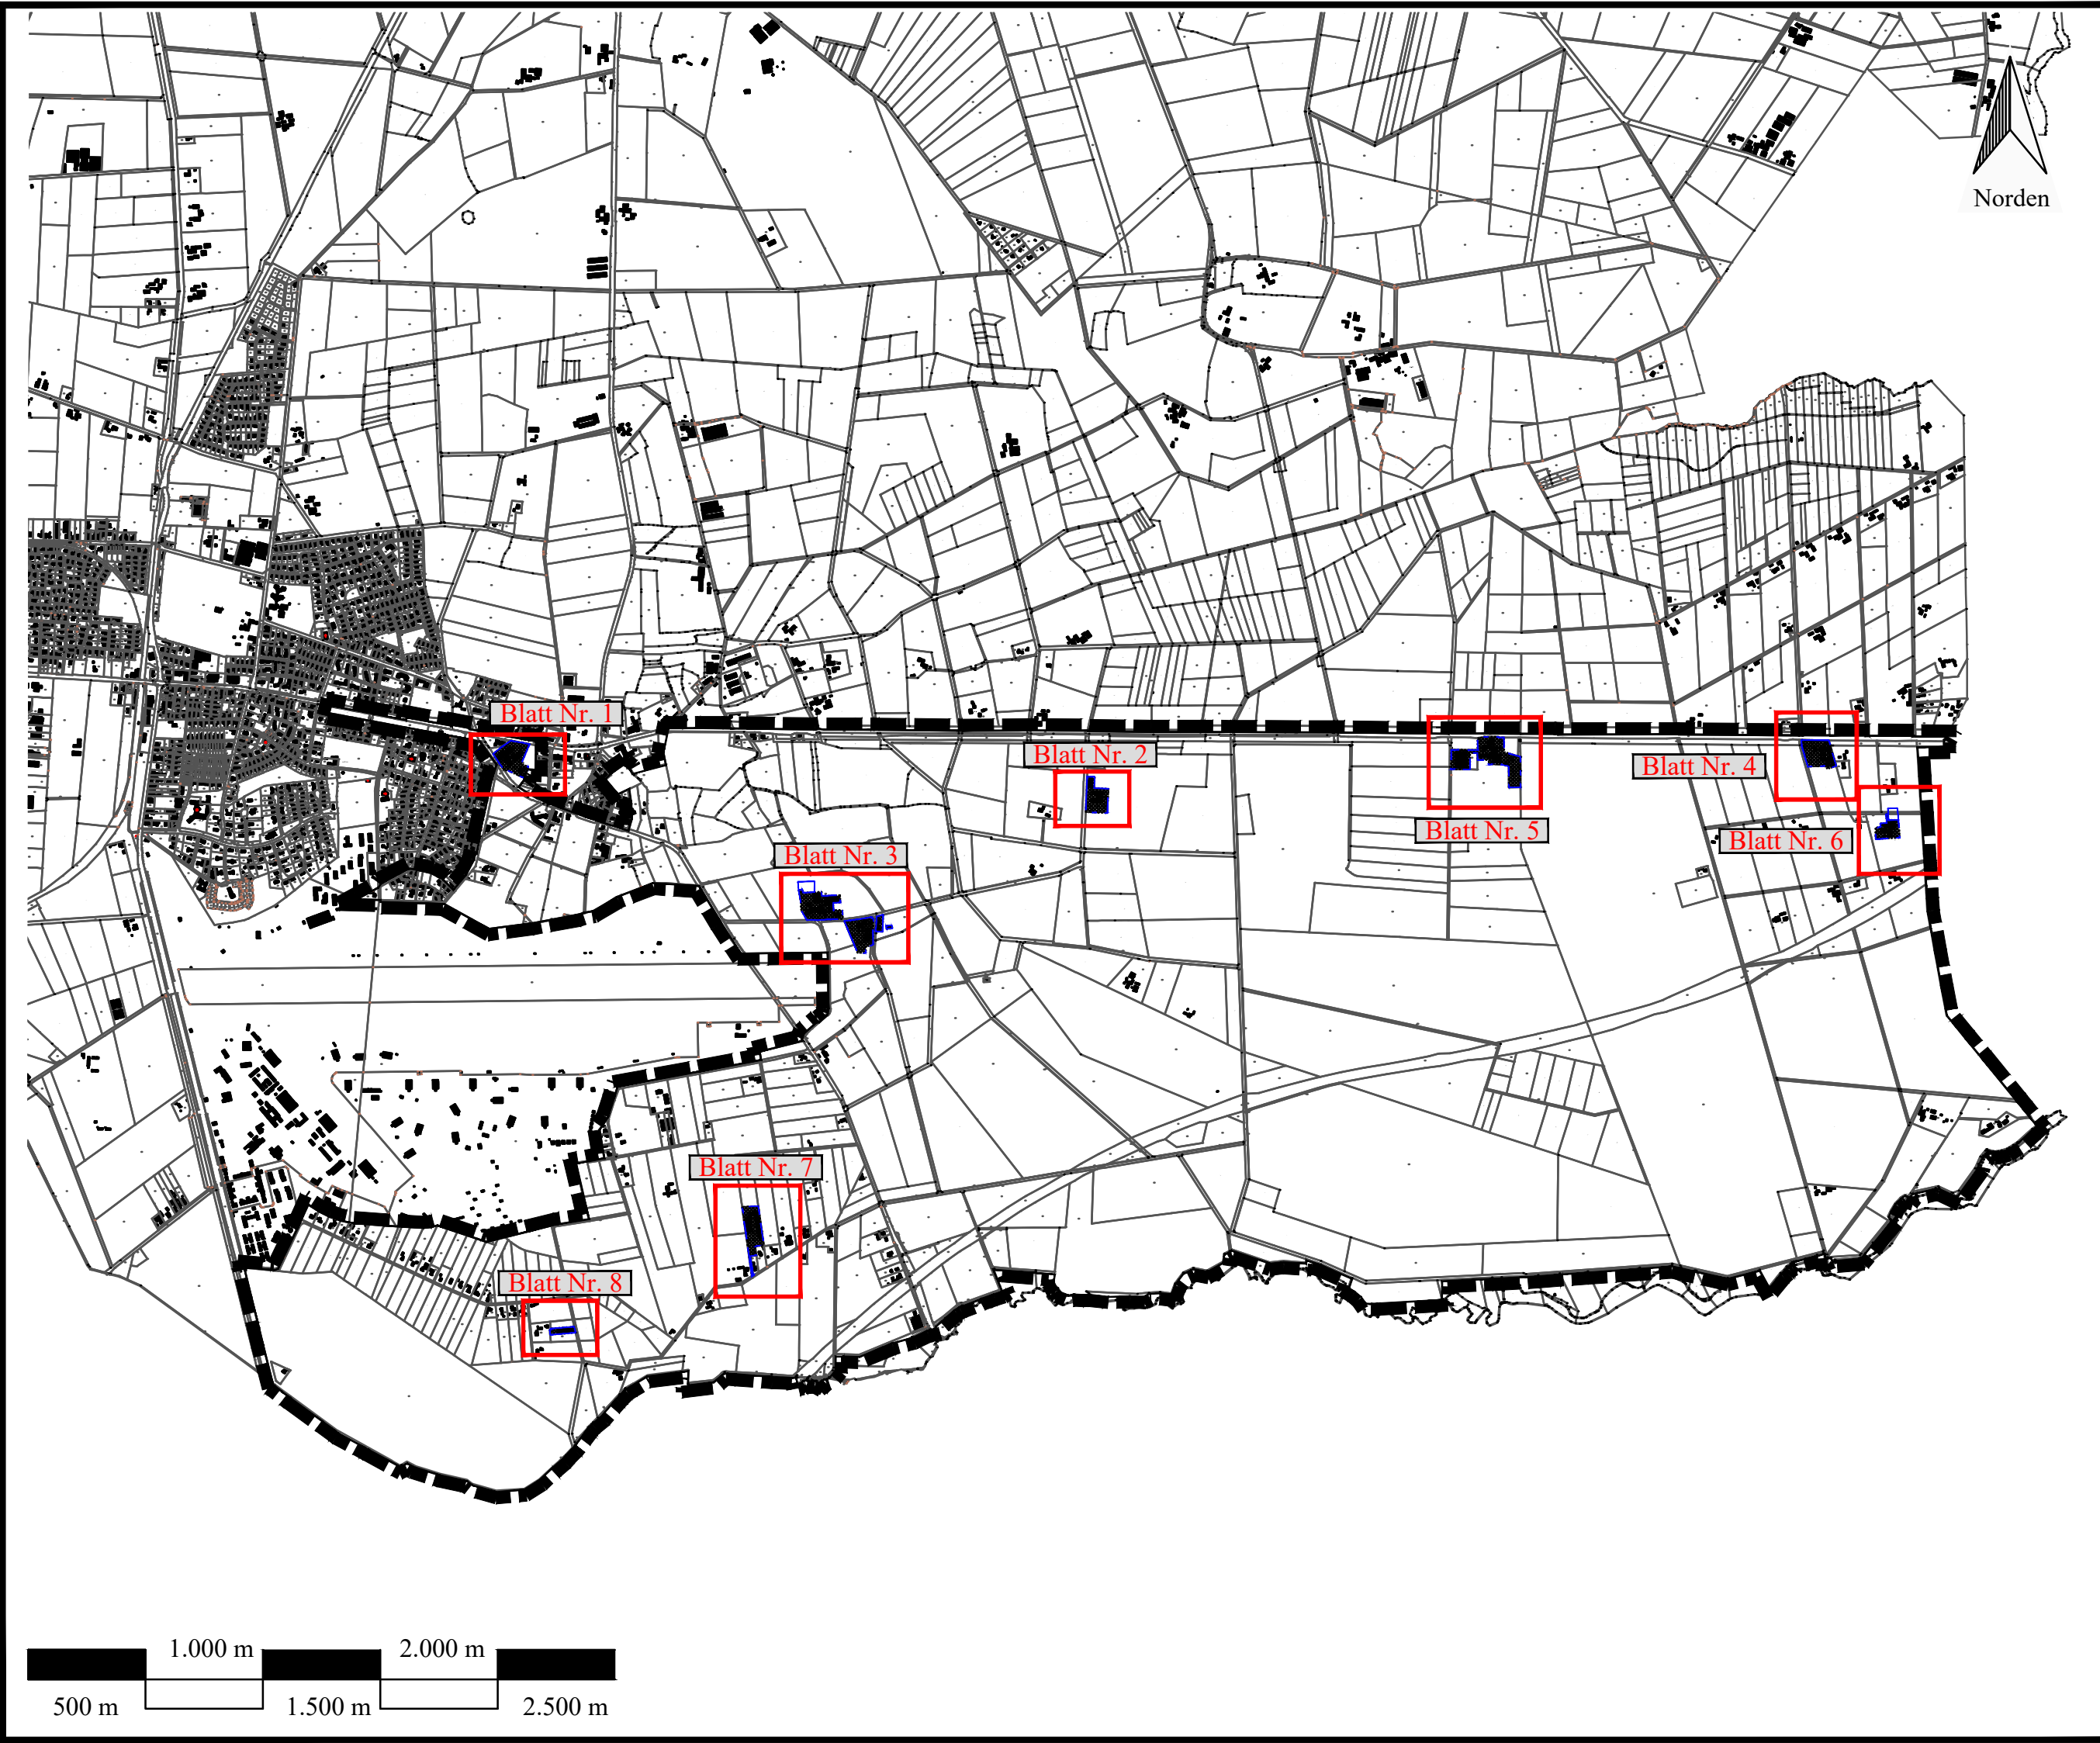 Norden
Blatt Nr. 1
Blatt Nr. 2
Blatt Nr. 4
Blatt Nr. 5
Blatt Nr. 6
Blatt Nr. 3
Blatt Nr. 7
Blatt Nr. 8
1.000 m
2.000 m
500 m
1.500 m
2.500 m